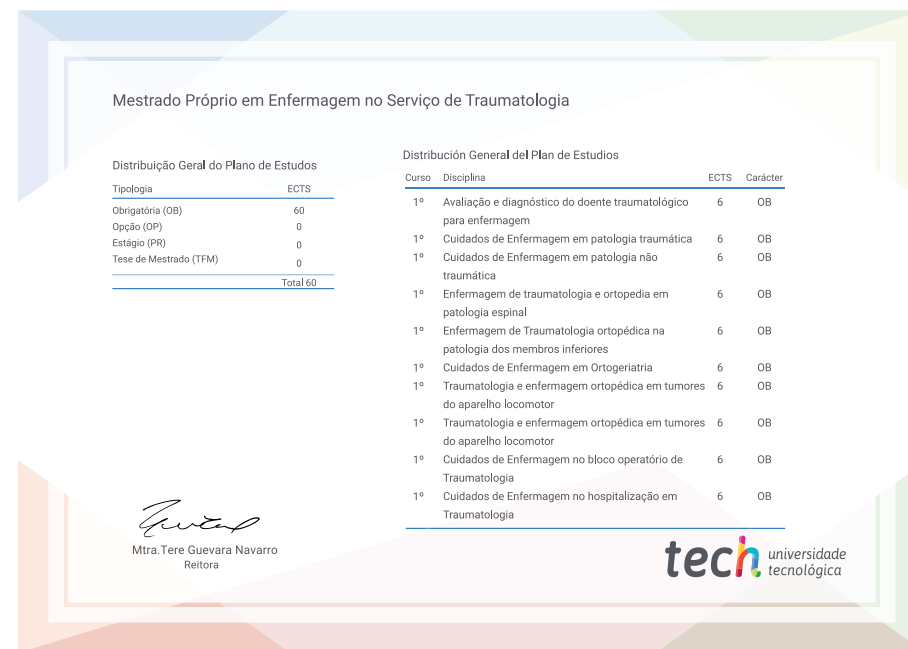 Mestrado Próprio em Enfermagem no Serviço de Traumatologia
Distribuição Geral do Plano de Estudos
Tipologia ECTS
Obrigatória (OB) 60
Opção (OP) 0
Estágio (PR) 0
Tese de Mestrado (TFM) 0
Total 60
Distribución General del Plan de Estudios
Curso Disciplina ECTS Carácter
1º Avaliação e diagnóstico do doente traumatológico 6 OB
para enfermagem
1º Cuidados de Enfermagem em patologia traumática 6 OB
1º Cuidados de Enfermagem em patologia não 6 OB
traumática
1º Enfermagem de traumatologia e ortopedia em 6 OB
patologia espinal
1º Enfermagem de Traumatologia ortopédica na 6 OB
patologia dos membros inferiores
1º Cuidados de Enfermagem em Ortogeriatria 6 OB
1º Traumatologia e enfermagem ortopédica em tumores 6 OB
do aparelho locomotor
1º Traumatologia e enfermagem ortopédica em tumores 6 OB
do aparelho locomotor
1º Cuidados de Enfermagem no bloco operatório de 6 OB
Traumatologia
1º Cuidados de Enfermagem no hospitalização em 6 OB
Traumatologia
Mtra.Tere Guevara Navarro
Reitora
tech universidade
tecnológica